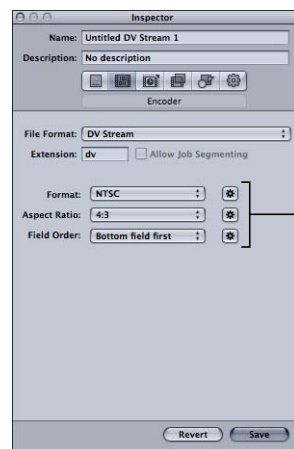 Inspector
Name: Untitled DV Stream 1
Description: No description
Encoder
File Format: DV Stream
Extension: dv Allow Job Segmenting
Format: NTSC
Aspect Ratio: 4:3
Field Order: Bottom field first
Revert Save